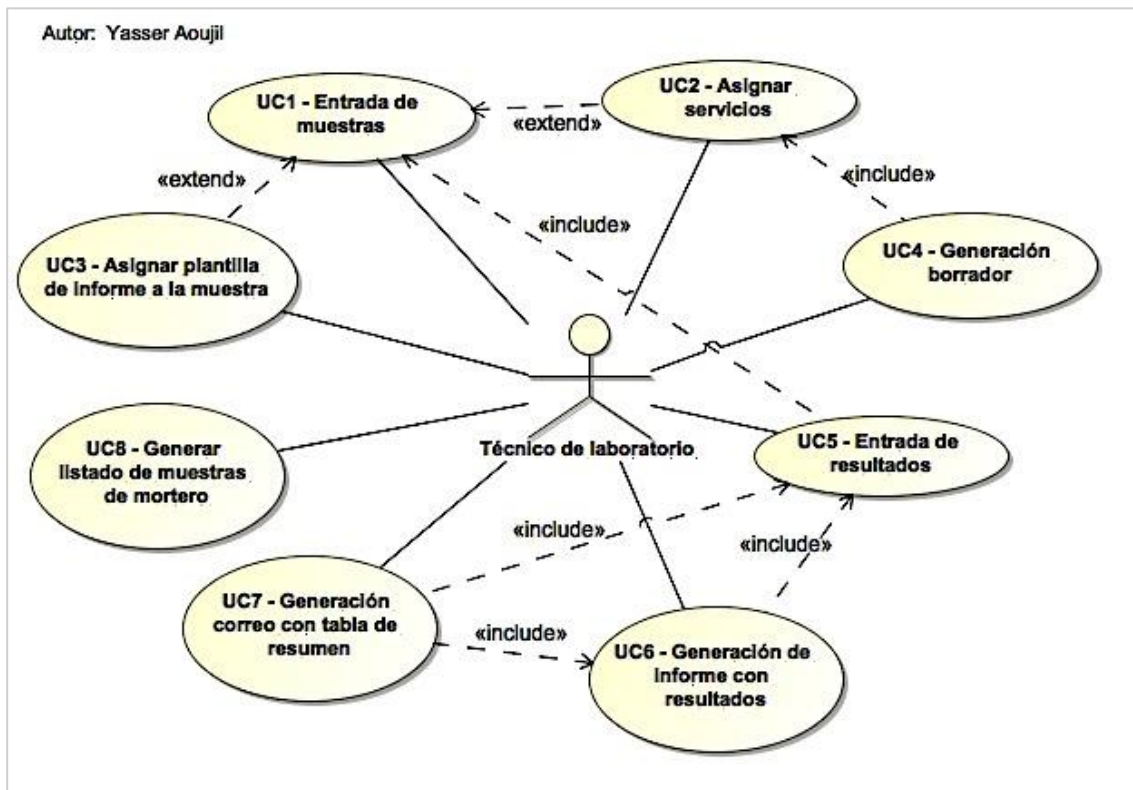 Autor: Yasser Aoujil
UC1 - Entrada de
muestras
UC2 - Asignar
servicios
«extend»
«extend»
«include»
«include»
UC3 - Asignar plantilla
de informe a la muestra
UC4 - Generación
borrador
UC8 - Generar
listado de muestras
de mortero
Técnico de laboratorio
UC5 - Entrada de
resultados
«include»
«include»
UC7 - Generación
correo con tabla de
resumen
«include»
UC6 - Generación de
informe con
resultados